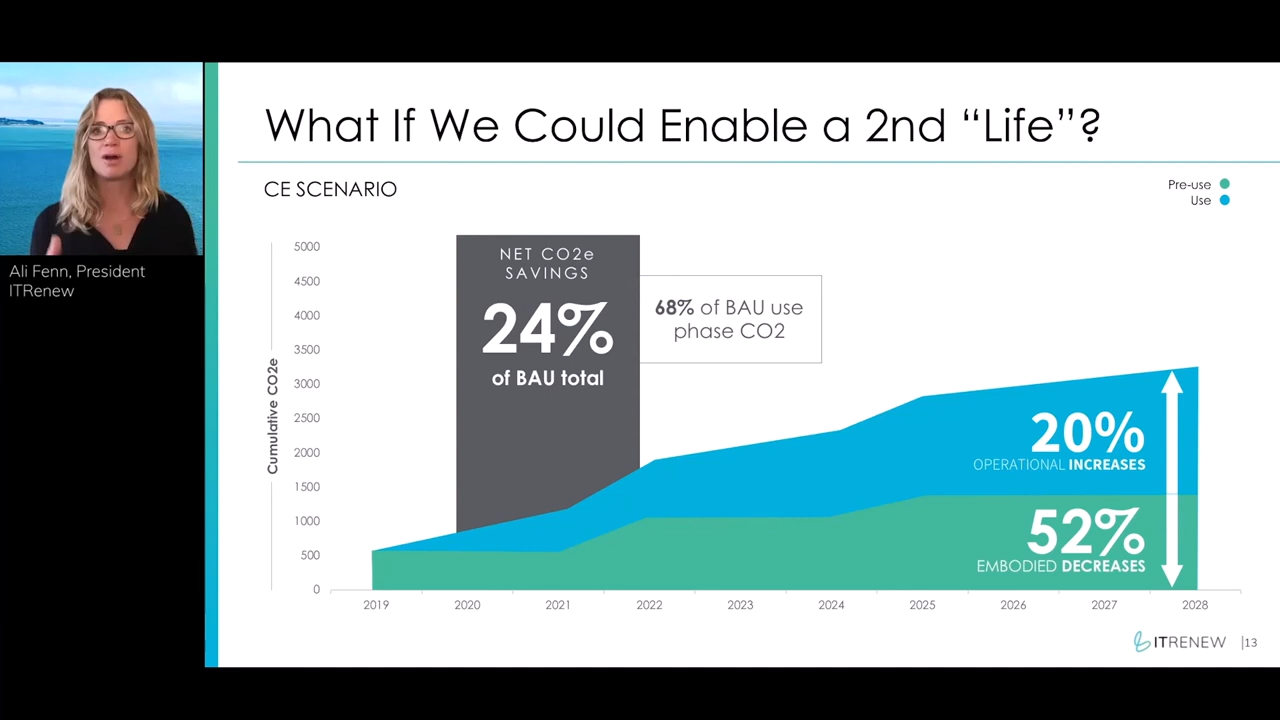 What If We Could Enable a 2nd “Life”?
CE SCENARIO
Pre-use
Use
Ali Fenn, President
ITRenew
Cumulative CO2e
5000
4500
4000
3500
3000
2500
2000
1500
1000
500
0
NET CO2e
SAVINGS
24%
of BAU total
68% of BAU use
phase CO2
20%
OPERATIONAL INCREASES
52%
EMBODIED DECREASES
2019 2020 2021 2022 2023 2024 2025 2026 2027 2028
ITRENEW |13